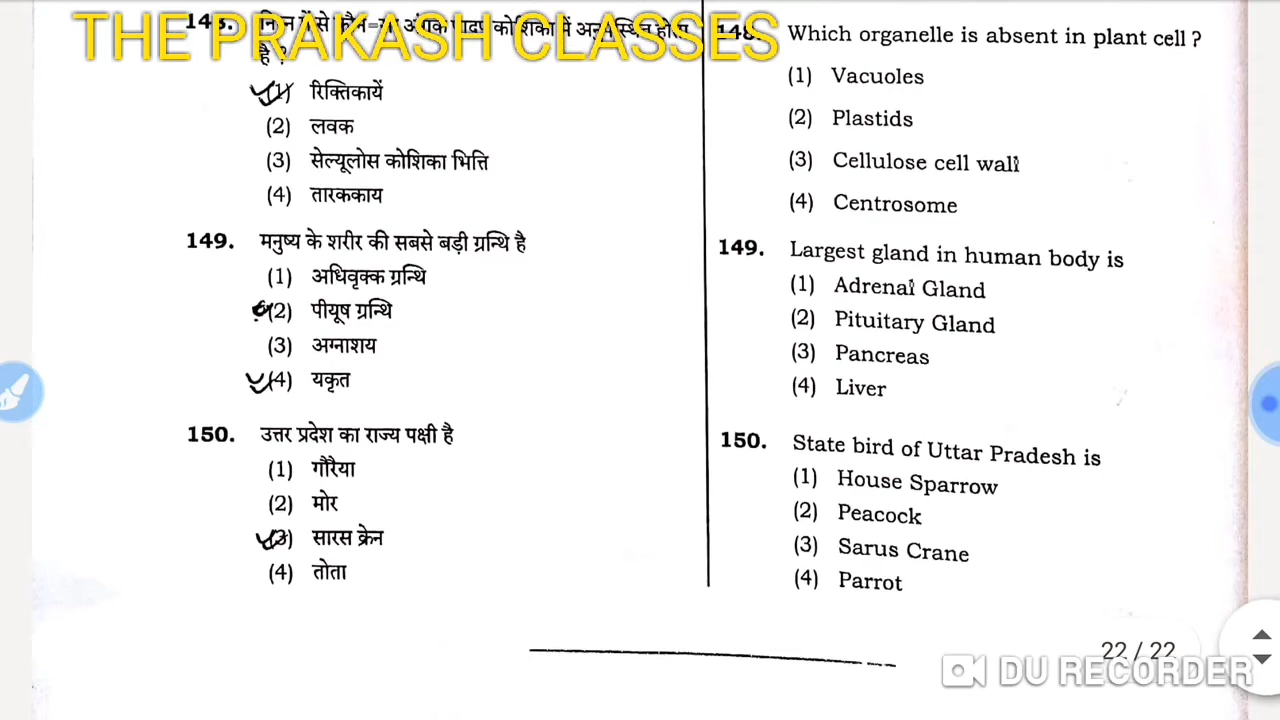 THE PRAKASH CLASSES
अनुपस्थित
है ?
(1) रिक्तिकायें
(2) लवक
(3) सेल्यूलोस कोशिका भित्ति
(4) तारककाय
149. मनुष्य के शरीर की सबसे बड़ी ग्रन्थि है
(1) अधिवृक्क ग्रन्थि
(2) पीयूष ग्रन्थि
(3) अग्नाशय
(4) यकृत
150. उत्तर प्रदेश का राज्य पक्षी है
(1) गौरैया
(2) मोर
(3) सारस क्रेन
(4) तोता
148. Which organelle is absent in plant cell ?
(1) Vacuoles
(2) Plastids
(3) Cellulose cell wall
(4) Centrosome
149. Largest gland in human body is
(1) Adrenal Gland
(2) Pituitary Gland
(3) Pancreas
(4) Liver
150. State bird of Uttar Pradesh is
(1) House Sparrow
(2) Peacock
(3) Sarus Crane
(4) Parrot
22 / 22
DU RECORDER